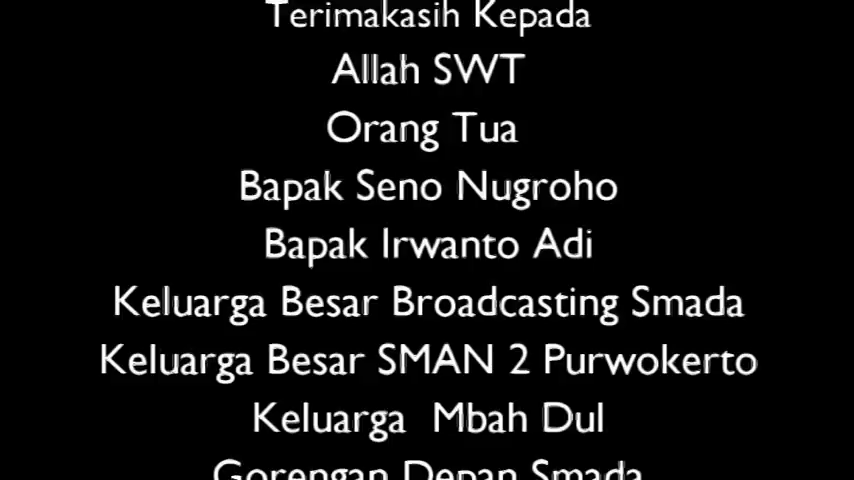 Terimakasih Kepada
Allah SWT
Orang Tua
Bapak Seno Nugroho
Bapak Irwanto Adi
Keluarga Besar Broadcasting Smada
Keluarga Besar SMAN 2 Purwokerto
Keluarga Mbah Dul
Gorengan Depan Smada